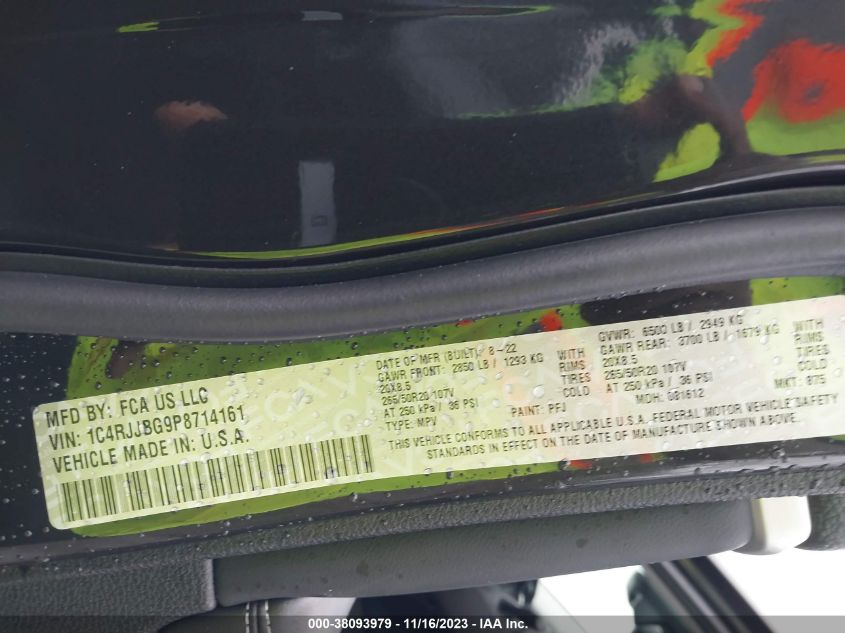 MFD BY: FCA US LLC
VIN: 1C4RJJBG9P8714161
VEHICLE MADE IN: U.S.A.
DATE OF MFR (BUILT): 8-22
GVWR: 6500 LB / 2949 KG
GAWR FRONT: 2850 LB / 1293 KG WITH
20X8.5 RIMS
265/50R20 107V TIRES
AT 250 kPa / 36 PSI COLD
GAWR REAR: 3700 LB / 1679 KG WITH
20X8.5 RIMS
265/50R20 107V TIRES
AT 250 kPa / 36 PSI COLD
TYPE: MPV PAINT: PFJ MDH: 081612 MKT: 875
THIS VEHICLE CONFORMS TO ALL APPLICABLE U.S.A. FEDERAL MOTOR VEHICLE SAFETY
STANDARDS IN EFFECT ON THE DATE OF MANUFACTURE SHOWN ABOVE
000-38093979 - 11/16/2023 - IAA Inc.